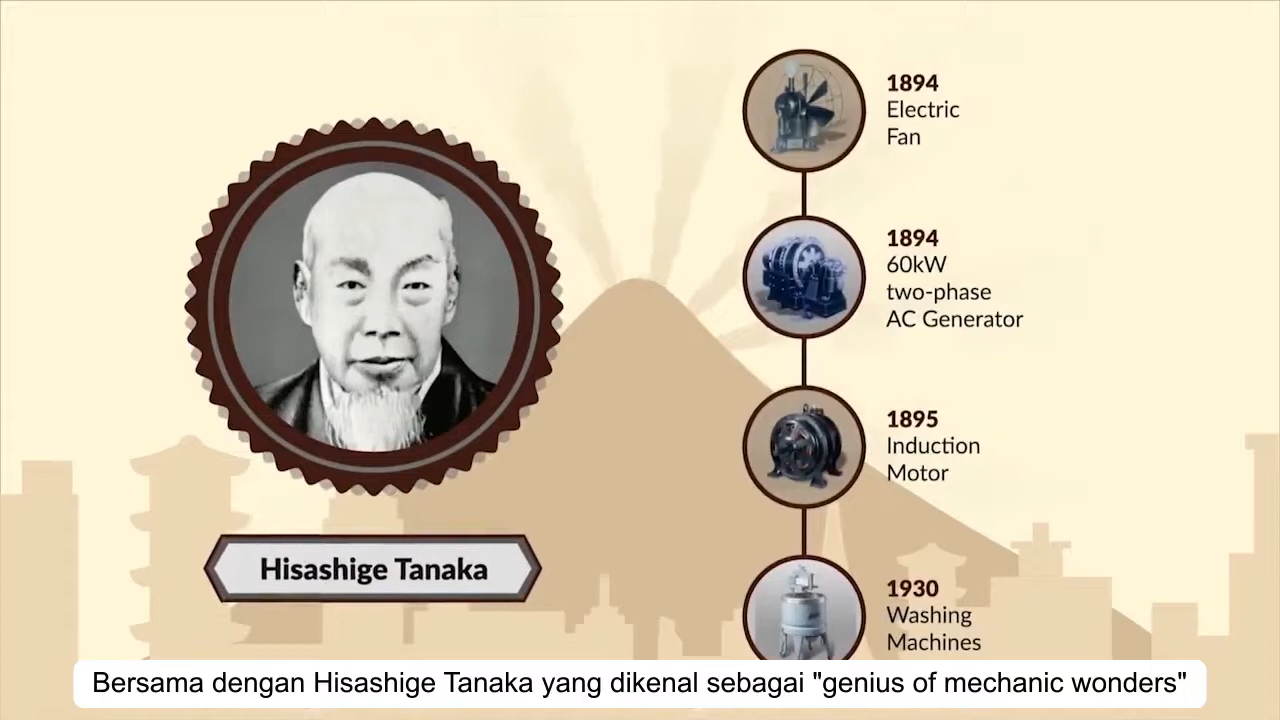 1894
Electric
Fan
1894
60kW
two-phase
AC Generator
1895
Induction
Motor
1930
Washing
Machines
Hisashige Tanaka
Bersama dengan Hisashige Tanaka yang dikenal sebagai "genius of mechanic wonders"